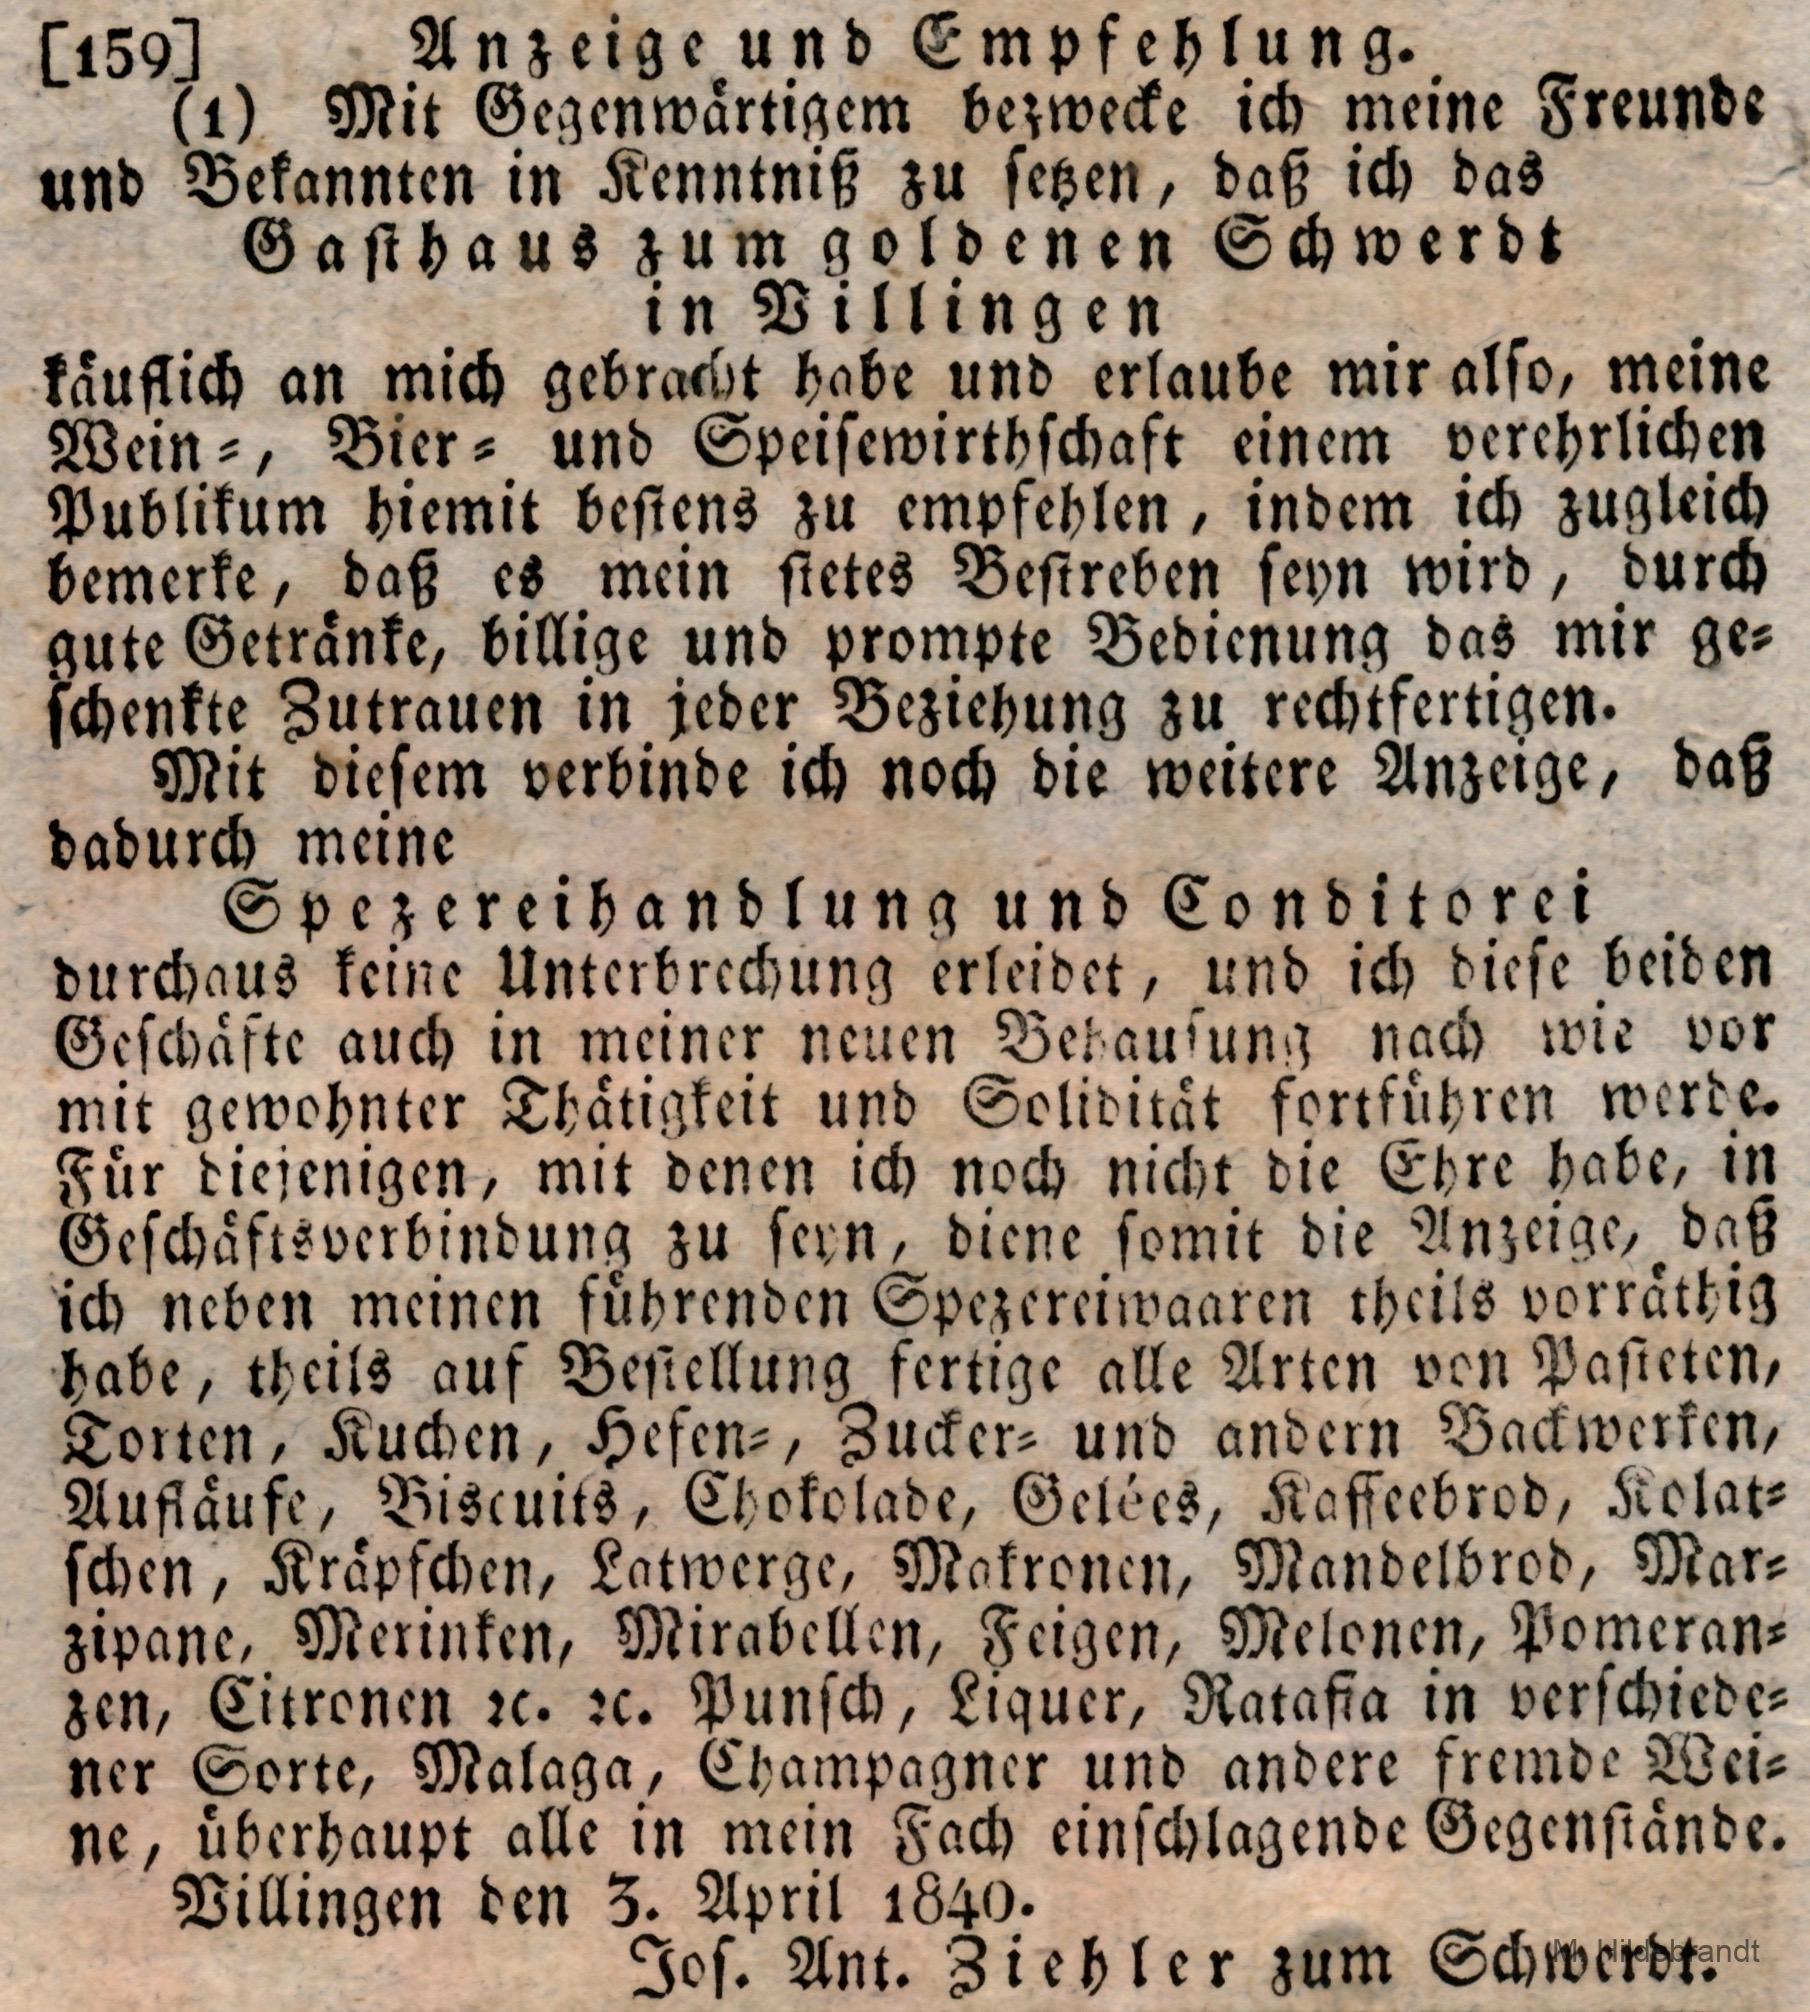 [159] Anzeige und Empfehlung.
(1) Mit Gegenwärtigem bezwecke ich meine Freunde
und Bekannten in Kenntniß zu setzen, daß ich das
Gasthaus zum goldenen Schwerdt
in Villingen
käuflich an mich gebracht habe und erlaube mir also, meine
Wein-, Bier- und Speisewirthschaft einem verehrlichen
Publikum hiemit bestens zu empfehlen, indem ich zugleich
bemerke, daß es mein stetes Bestreben seyn wird, durch
gute Getränke, billige und prompte Bedienung das mir ge-
schenkte Zutrauen in jeder Beziehung zu rechtfertigen.
Mit diesem verbinde ich noch die weitere Anzeige, daß
dadurch meine
Spezereihandlung und Conditorei
durchaus keine Unterbrechung erleidet, und ich diese beiden
Geschäfte auch in meiner neuen Behausung nach wie vor
mit gewohnter Thätigkeit und Solidität fortführen werde.
Für diejenigen, mit denen ich noch nicht die Ehre habe, in
Geschäftsverbindung zu seyn, diene somit die Anzeige, daß
ich neben meinen führenden Spezereiwaaren theils vorräthig
habe, theils auf Bestellung fertige alle Arten von Pasteten,
Torten, Kuchen, Hefen-, Zucker- und andern Backwerken,
Aufläufe, Biscuits, Chokolade, Gelées, Kaffeebrod, Kolat-
schen, Kräpfchen, Latwerge, Makronen, Mandelbrod, Mar-
zipane, Merinken, Mirabellen, Feigen, Melonen, Pomeran-
zen, Citronen ꝛc. ꝛc. Punsch, Liquer, Ratafia in verschiede-
ner Sorte, Malaga, Champagner und andere fremde Wei-
ne, überhaupt alle in mein Fach einschlagende Gegenstände.
Villingen den 3. April 1840.
Jos. Ant. Ziehler zum Schwerdt.
M. Hildebrandt